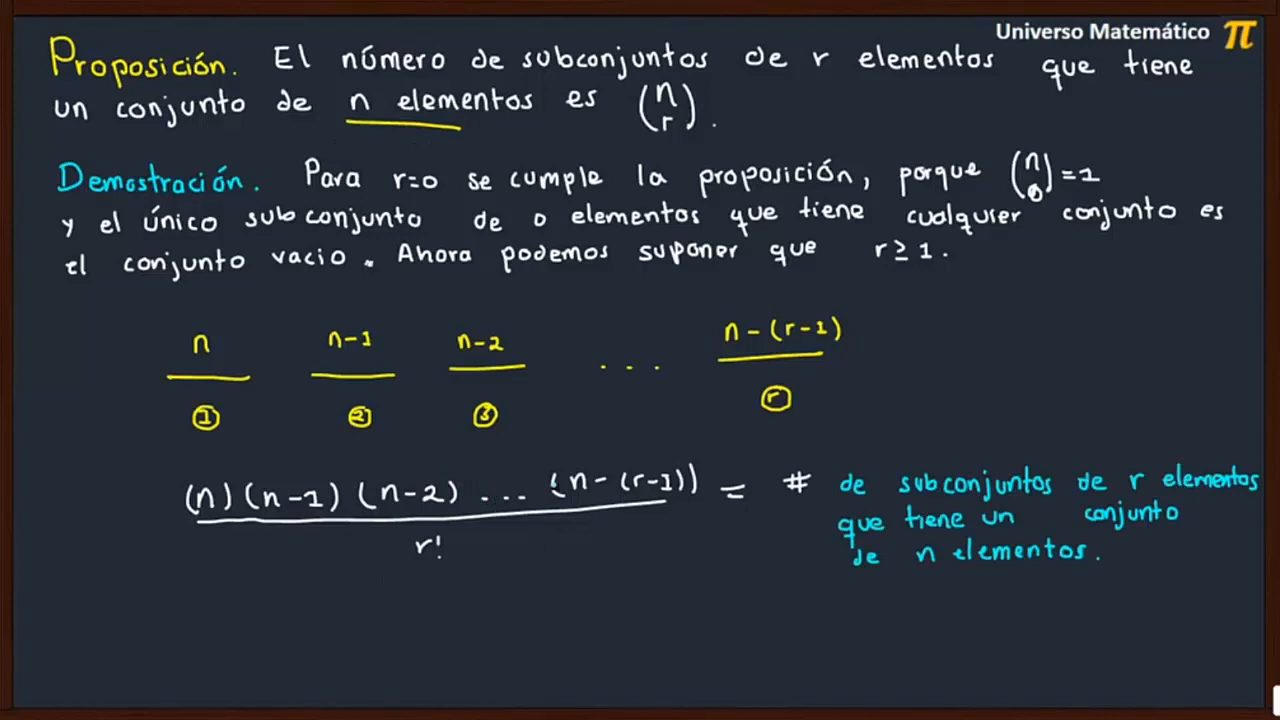 Universo Matemático π
Proposición. El número de subconjuntos de r elementos que tiene
un conjunto de n elementos es (n r).
Demostración. Para r=0 se cumple la proposición, porque (n 0) = 1
y el único subconjunto de 0 elementos que tiene cualquier conjunto es
el conjunto vacio. Ahora podemos suponer que r ≥ 1.
n n-1 n-2 ... n-(r-1)
① ② ③ ⓡ
(n)(n-1)(n-2) ... (n-(r-1)) = # de subconjuntos de r elementos
que tiene un conjunto
r! de n elementos.